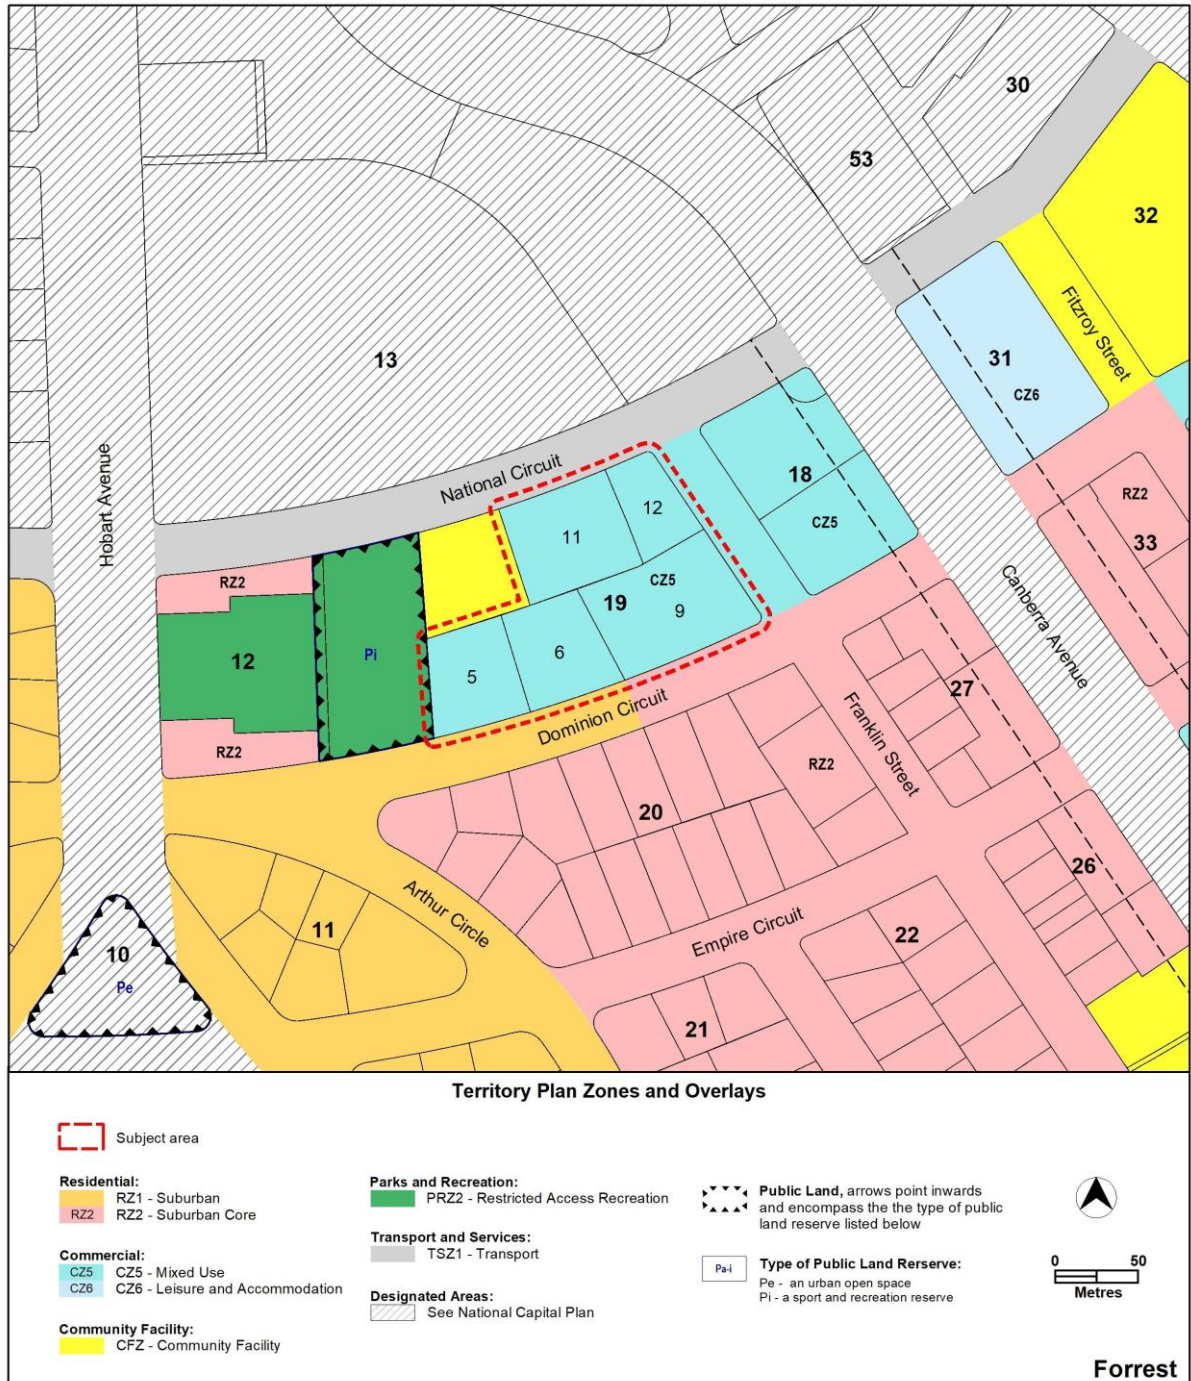 30
53
32
Fitzroy Street
13
31
CZ6
Hobart Avenue
National Circuit
18
12
RZ2
11
CZ5
33
RZ2
CZ5
19
9
Canberra Avenue
12
Pi
6
5
27
Dominion Circuit
RZ2
RZ2
Franklin Street
20
26
Arthur Circle
11
22
Empire Circuit
10
Pe
21
Territory Plan Zones and Overlays
Subject area
Residential:
RZ1 - Suburban
RZ2 RZ2 - Suburban Core
Commercial:
CZ5 CZ5 - Mixed Use
CZ6 CZ6 - Leisure and Accommodation
Community Facility:
CFZ - Community Facility
Parks and Recreation:
PRZ2 - Restricted Access Recreation
Transport and Services:
TSZ1 - Transport
Designated Areas:
See National Capital Plan
Public Land, arrows point inwards
and encompass the the type of public
land reserve listed below
Pa-i
Type of Public Land Rerserve:
Pe - an urban open space
Pi - a sport and recreation reserve
0 50
Metres
Forrest